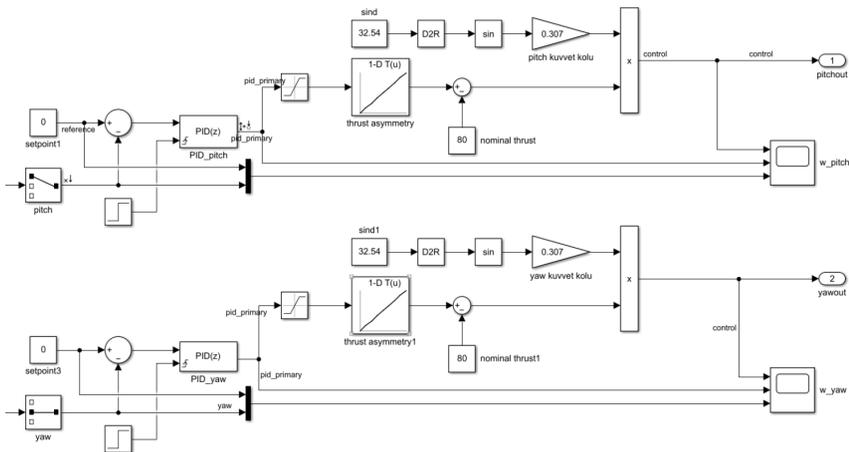 sind
32.54
D2R
sin
0.307
pitch kuvvet kolu
x
control
control
1
pitchout
1-D T(u)
thrust asymmetry
pid_primary
+
+
80
nominal thrust
0
setpoint1
reference
+
−
PID(z)
PID_pitch
pid_primary
w_pitch
pitch
sind1
32.54
D2R
sin
0.307
yaw kuvvet kolu
x
2
yawout
1-D T(u)
thrust asymmetry1
pid_primary
+
+
80
nominal thrust1
control
0
setpoint3
+
−
PID(z)
PID_yaw
pid_primary
w_yaw
yaw
yaw